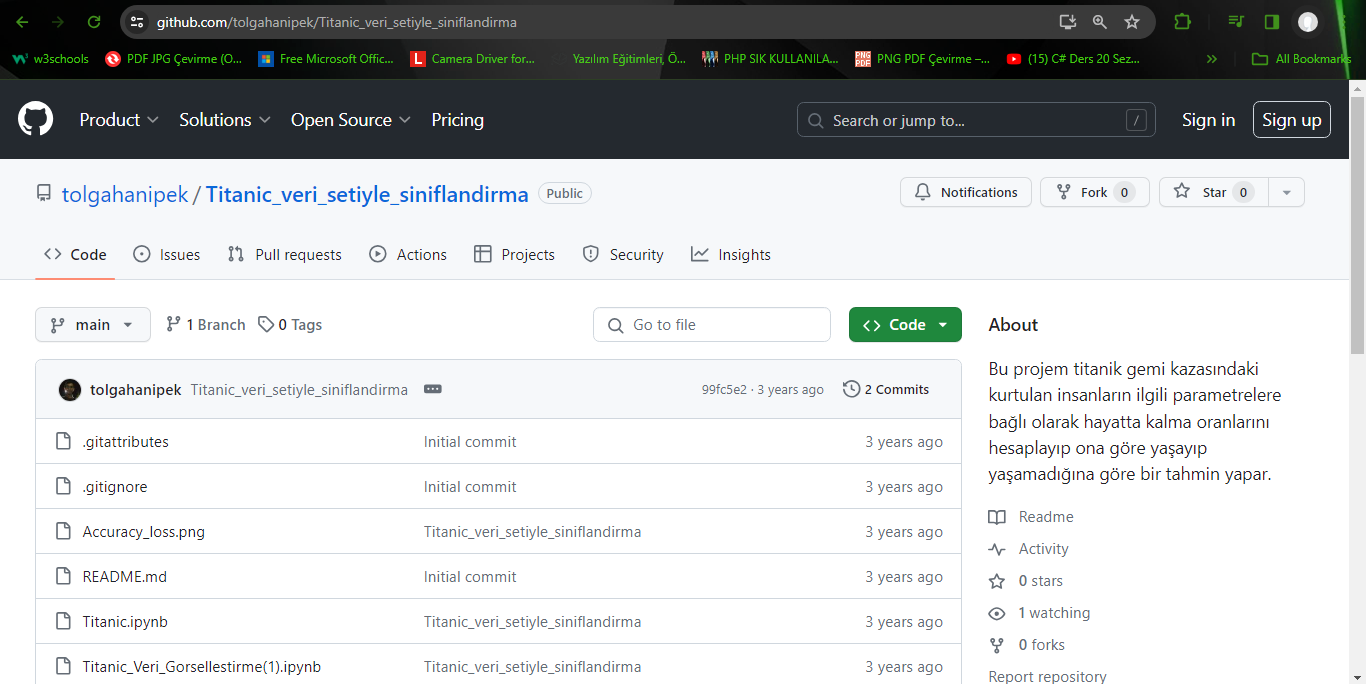 github.com/tolgahanipek/Titanic_veri_setiyle_siniflandirma
w3schools PDF JPG Çevirme (O... Free Microsoft Offic... Camera Driver for... Yazılım Eğitimleri, Ö... PHP SIK KULLANILA... PNG PDF Çevirme –... (15) C# Ders 20 Sez... » All Bookmarks
Product Solutions Open Source Pricing Search or jump to... / Sign in Sign up
tolgahanipek / Titanic_veri_setiyle_siniflandirma Public Notifications Fork 0 Star 0
Code Issues Pull requests Actions Projects Security Insights
main 1 Branch 0 Tags Go to file Code
tolgahanipek Titanic_veri_setiyle_siniflandirma 99fc5e2 · 3 years ago 2 Commits
.gitattributes Initial commit 3 years ago
.gitignore Initial commit 3 years ago
Accuracy_loss.png Titanic_veri_setiyle_siniflandirma 3 years ago
README.md Initial commit 3 years ago
Titanic.ipynb Titanic_veri_setiyle_siniflandirma 3 years ago
Titanic_Veri_Gorsellestirme(1).ipynb Titanic_veri_setiyle_siniflandirma 3 years ago
About
Bu projem titanik gemi kazasındaki
kurtulan insanların ilgili parametrelere
bağlı olarak hayatta kalma oranlarını
hesaplayıp ona göre yaşayıp
yaşamadığına göre bir tahmin yapar.
Readme
Activity
0 stars
1 watching
0 forks
Report repository